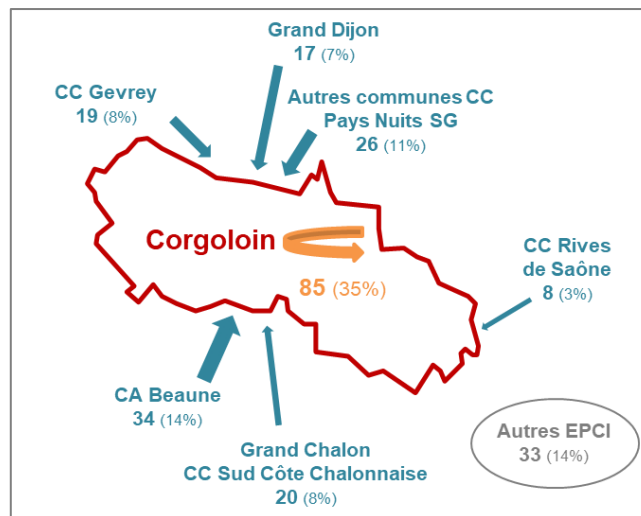 Grand Dijon
17 (7%)
CC Gevrey
19 (8%)
Autres communes CC
Pays Nuits SG
26 (11%)
Corgoloin
85 (35%)
CC Rives
de Saône
8 (3%)
CA Beaune
34 (14%)
Grand Chalon
CC Sud Côte Chalonnaise
20 (8%)
Autres EPCI
33 (14%)